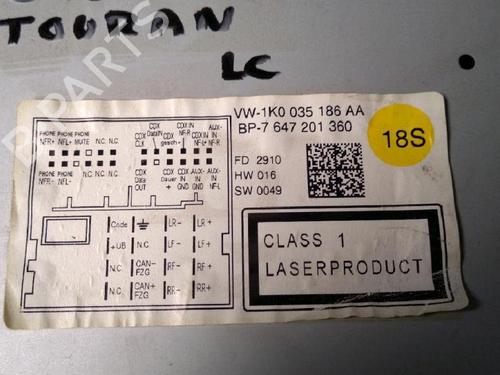 TOURAN
LC
B-PARTS
VW-1K0 035 186 AA
BP-7 647 201 360
18S
FD 2910
HW 016
SW 0049
CLASS 1
LASERPRODUCT
PHONE PHONE PHONE
NFR+ NFL+ MUTE N.C. N.C.
PHONE PHONE
NFR- NFL- N.C. N.C.
CDX CDX CDX IN AUX-
CDX DataIN NF-R IN
CLK gesch+ NF-R
CDX IN AUX-IN
NF-L+ NF-L
CDX CDX CDX CDX AUX- AUX-
Data Dauer IN IN IN
OUT + GND GND
Code LR- LR+
+UB N.C. LF- LF+
N.C. CAN- RF- RF+
FZG
N.C. CAN+ RR- RR+
FZG